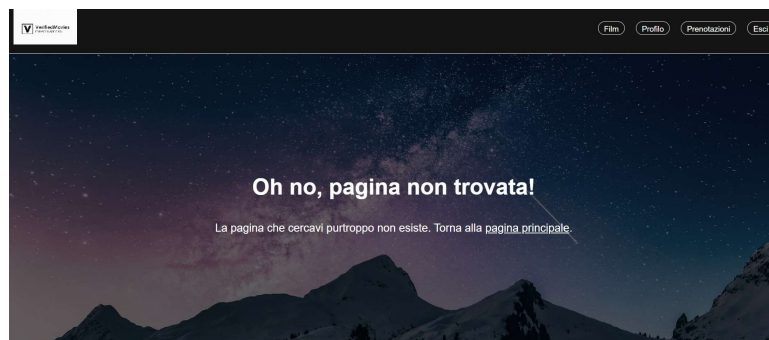 V VerifiedMovies
Film Profilo Prenotazioni Esci
Oh no, pagina non trovata!
La pagina che cercavi purtroppo non esiste. Torna alla pagina principale.